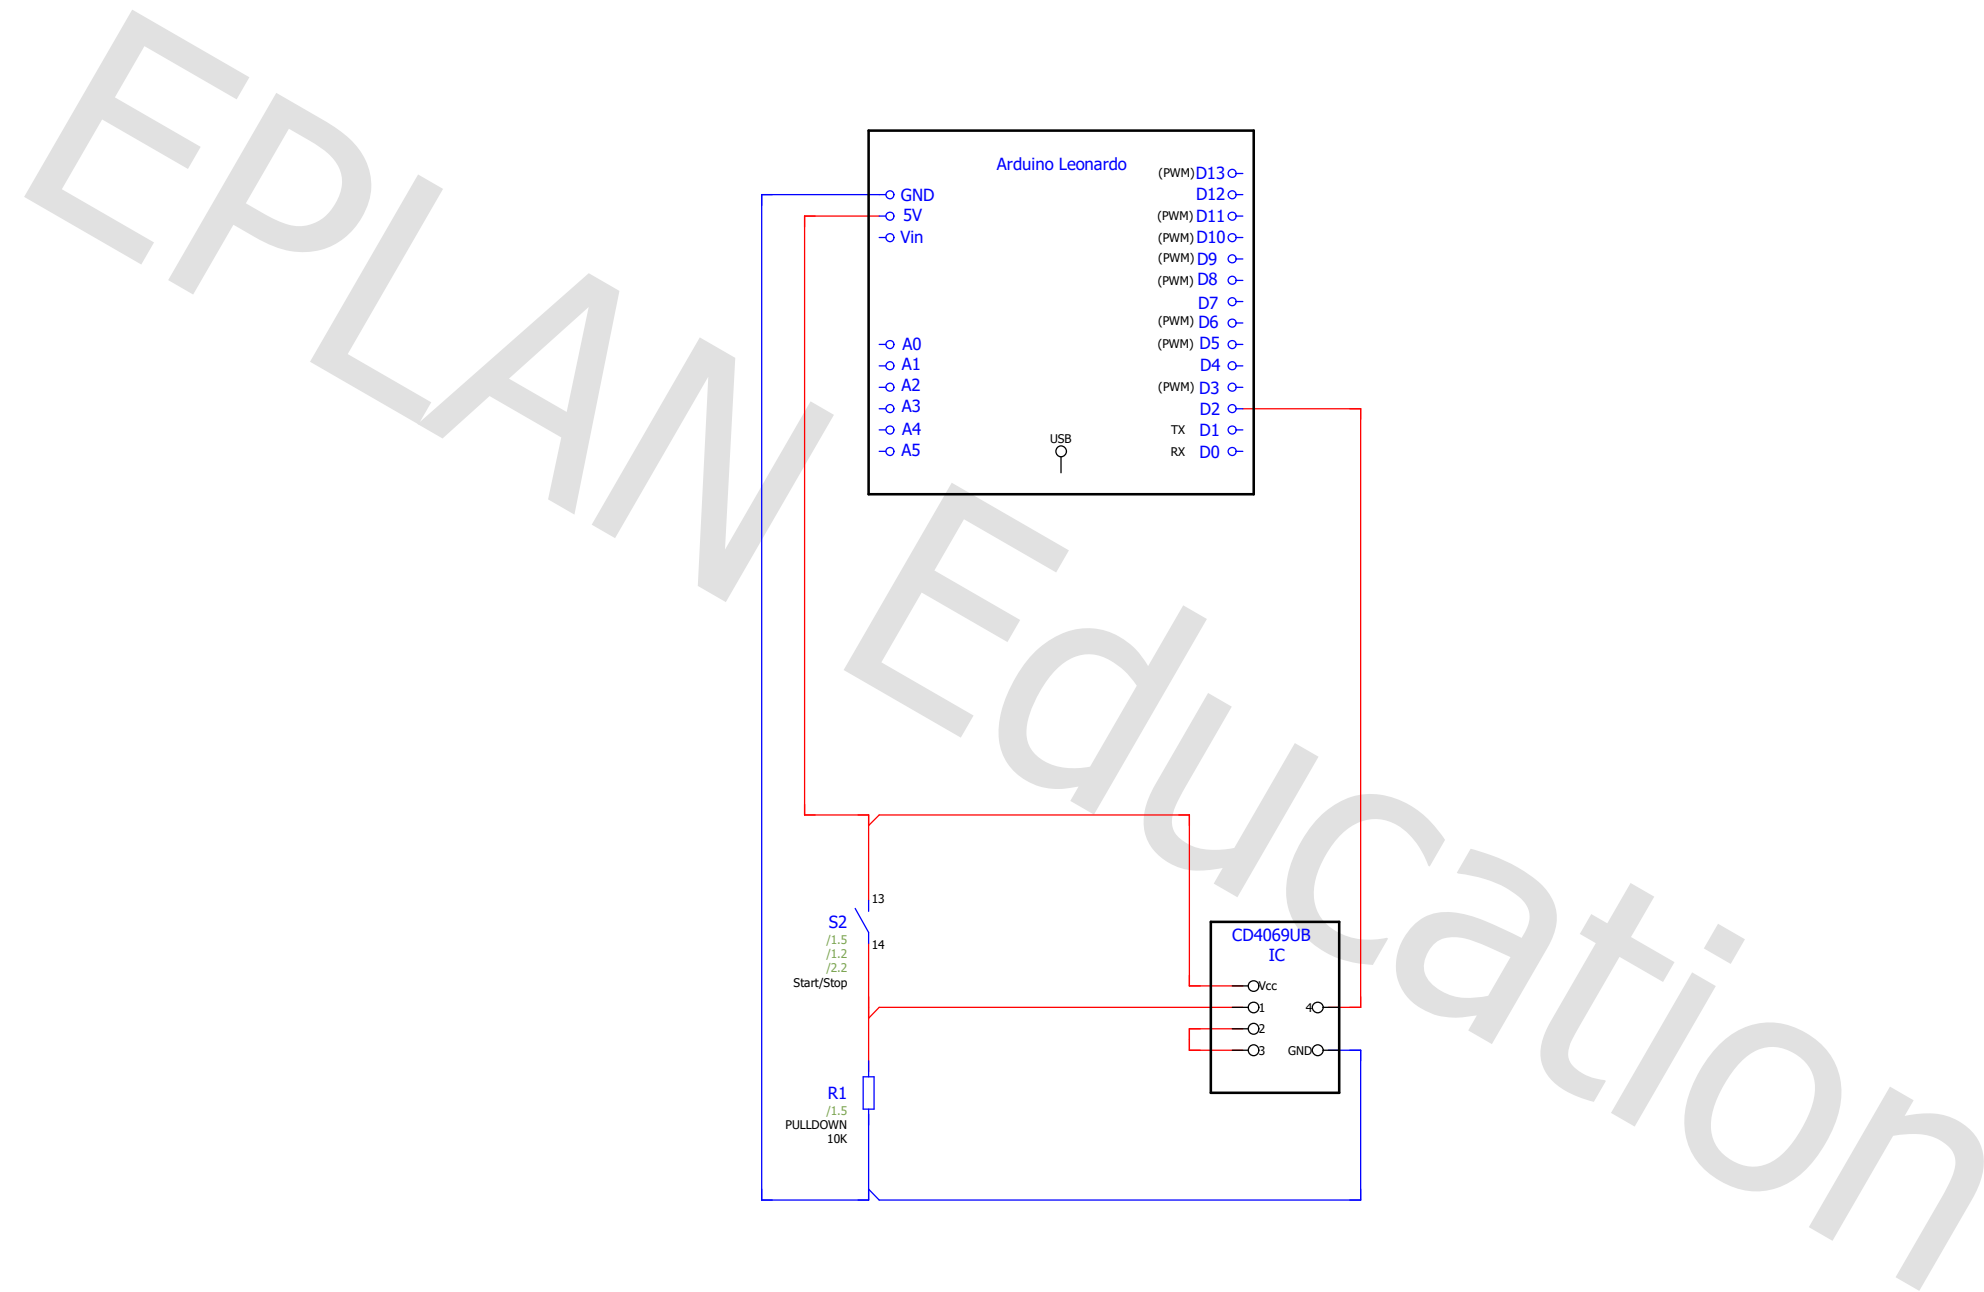 EPLAN Education
Arduino Leonardo
GND
5V
Vin
A0
A1
A2
A3
A4
A5
USB
(PWM) D13
D12
(PWM) D11
(PWM) D10
(PWM) D9
(PWM) D8
D7
(PWM) D6
(PWM) D5
D4
(PWM) D3
D2
TX D1
RX D0
13
S2
14
/1.5
/1.2
/2.2
Start/Stop
CD4069UB
IC
Vcc
1
2
3
4
GND
R1
/1.5
PULLDOWN
10K